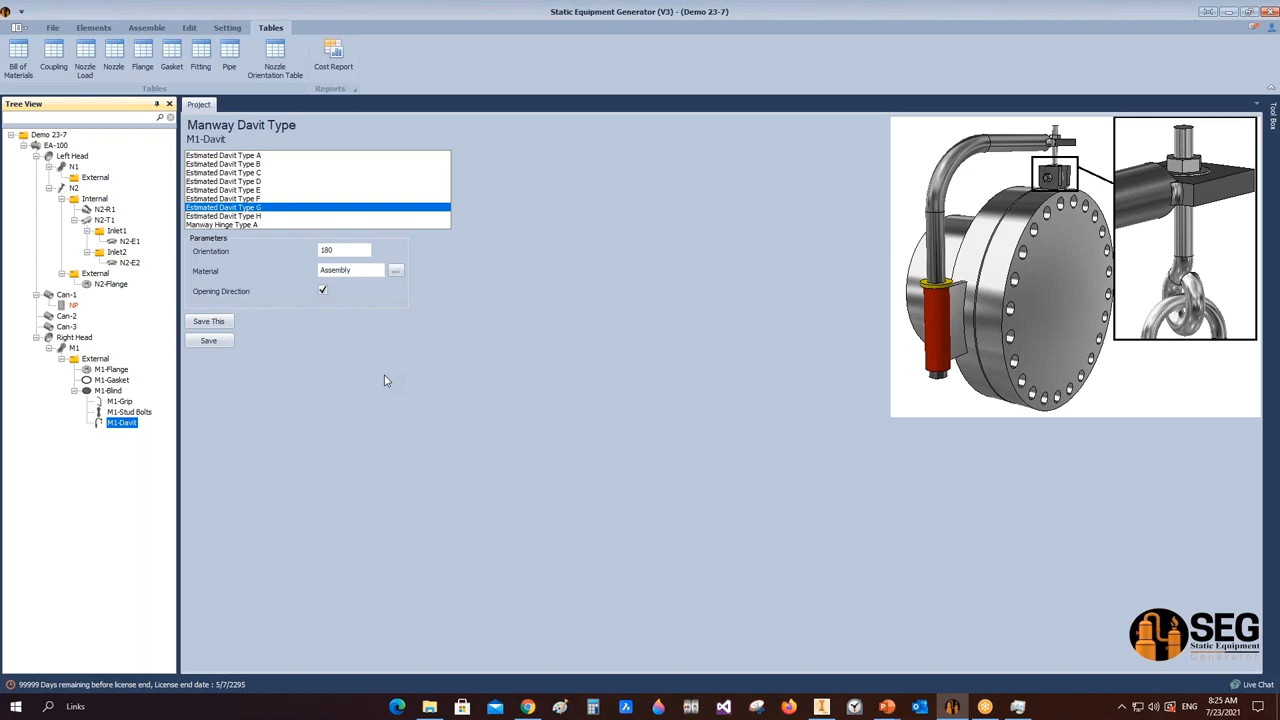 Static Equipment Generator (V3) - (Demo 23-7)
File Elements Assembly Edit Setting Tables
Bill of Materials
Coupling
Nozzle Load
Nozzle
Flange
Gasket
Fitting
Pipe
Nozzle Orientation Table
Cost Report
Tables
Reports
Tree View
Demo 23-7
EA-100
Left Head
N1
External
N2
Internal
N2-R1
N2-T1
Inlet1
N2-E1
Inlet2
N2-E2
External
N2-Flange
Can-1
NP
Can-2
Can-3
Right Head
M1
External
M1-Flange
M1-Gasket
M1-Blind
M1-Grip
M1-Stud Bolts
M1-Davit
Project
Manway Davit Type
M1-Davit
Estimated Davit Type A
Estimated Davit Type B
Estimated Davit Type C
Estimated Davit Type D
Estimated Davit Type E
Estimated Davit Type F
Estimated Davit Type G
Estimated Davit Type H
Manway Hinge Type A
Parameters
Orientation 180
Material Assembly ...
Opening Direction
Save This
Save
Tool Box
SEG
Static Equipment
Generator
99999 Days remaining before license end, License end date : 5/7/2295
Live Chat
Links
ENG
8:25 AM
7/23/2021